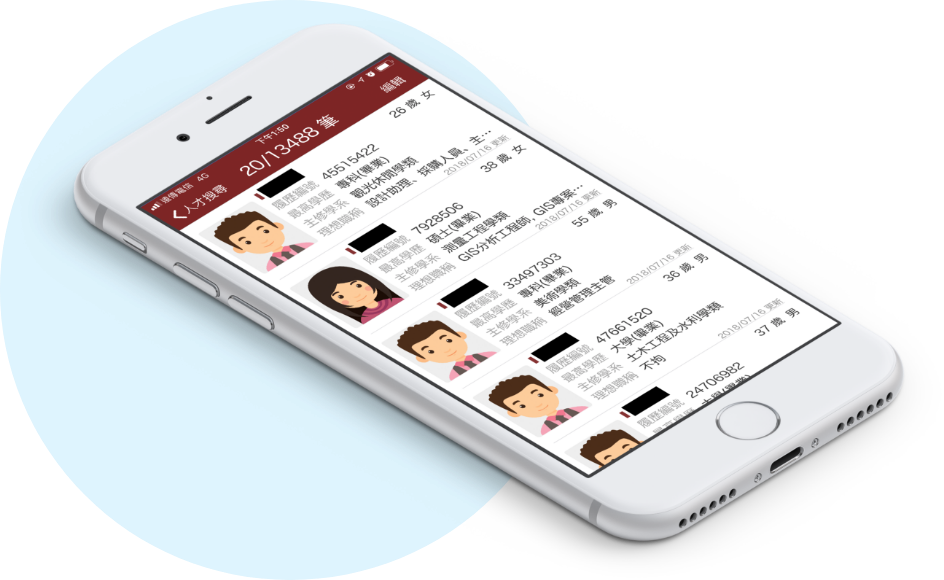 遠傳電信 4G 下午1:50
人才搜尋 20/13488 筆 編輯
26 歲 女
履歷編號 45515422
最高學歷 專科(畢業)
主修學系 觀光休閒學類
理想職稱 設計助理、採購人員、主…
2018/07/16 更新
38 歲 女
履歷編號 7928506
最高學歷 碩士(畢業)
主修學系 測量工程學類
理想職稱 GIS分析工程師, GIS專案…
2018/07/16 更新
55 歲 男
履歷編號 33497303
最高學歷 專科(畢業)
主修學系 美術學類
理想職稱 經營管理主管
2018/07/16 更新
36 歲 男
履歷編號 47661520
最高學歷 大學(畢業)
主修學系 土木工程及水利學類
理想職稱 不拘
2018/07/16 更新
37 歲 男
履歷編號 24706982